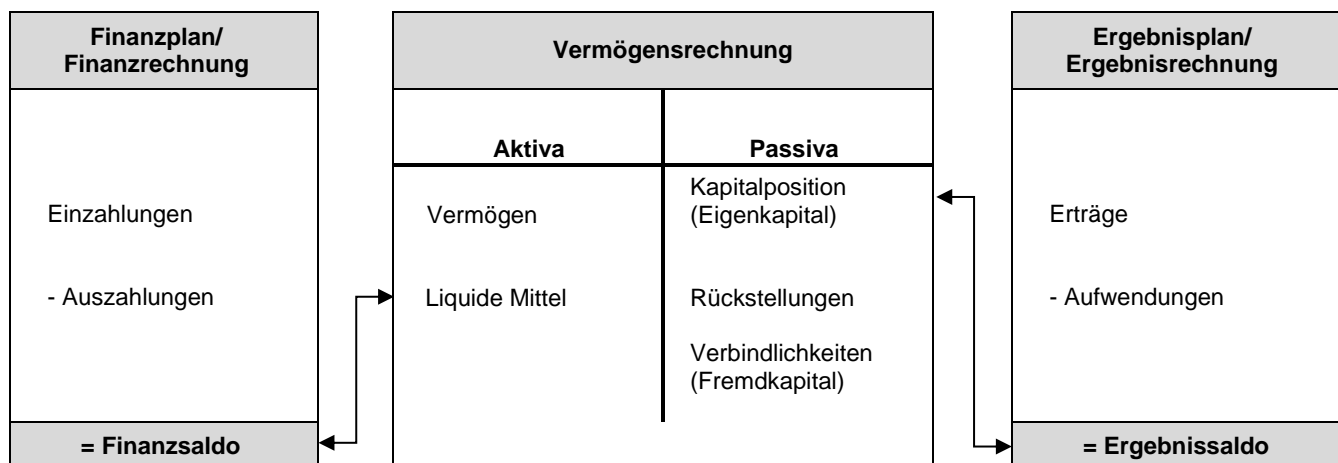 Finanzplan/
Finanzrechnung
Einzahlungen
- Auszahlungen
= Finanzsaldo
Vermögensrechnung
Aktiva
Passiva
Vermögen
Liquide Mittel
Kapitalposition
(Eigenkapital)
Rückstellungen
Verbindlichkeiten
(Fremdkapital)
Ergebnisplan/
Ergebnisrechnung
Erträge
- Aufwendungen
= Ergebnissaldo